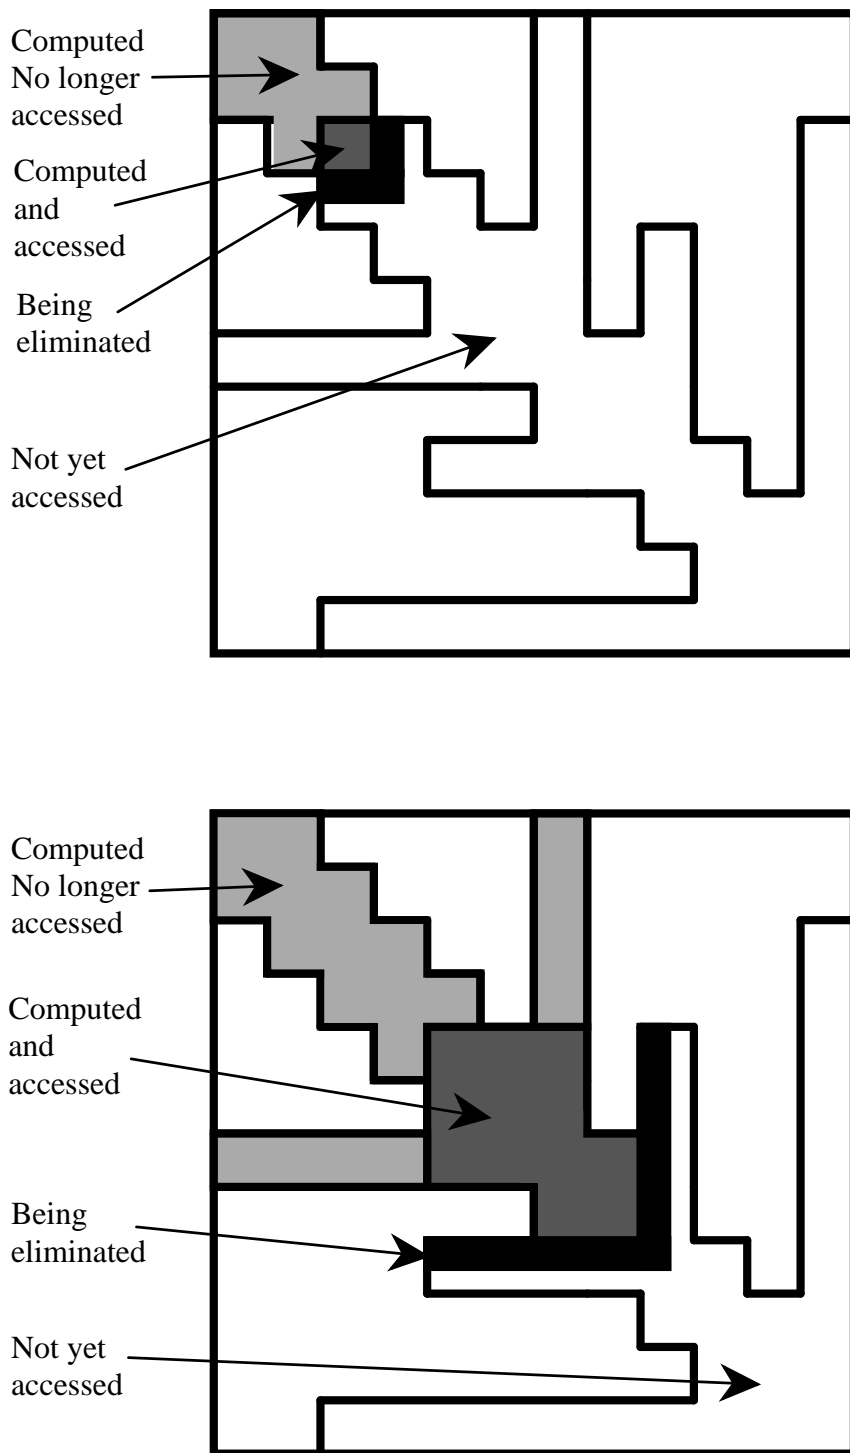 Computed
No longer
accessed
Computed
and
accessed
Being
eliminated
Not yet
accessed
Computed
No longer
accessed
Computed
and
accessed
Being
eliminated
Not yet
accessed